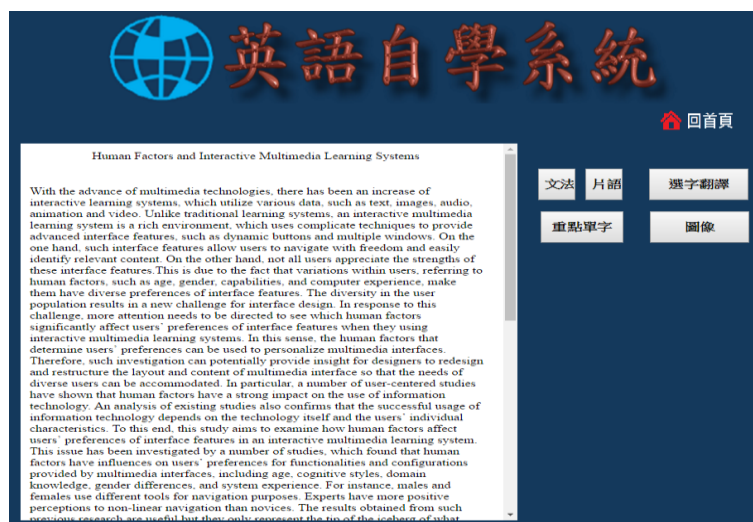 英語自學系統
回首頁
Human Factors and Interactive Multimedia Learning Systems
With the advance of multimedia technologies, there has been an increase of
interactive learning systems, which utilize various data, such as text, images, audio,
animation and video. Unlike traditional learning systems, an interactive multimedia
learning system is a rich environment, which uses complicate techniques to provide
advanced interface features, such as dynamic buttons and multiple windows. On the
one hand, such interface features allow users to navigate with freedom and easily
identify relevant content. On the other hand, not all users appreciate the strengths of
these interface features.This is due to the fact that variations within users, referring to
human factors, such as age, gender, capabilities, and computer experience, make
them have diverse preferences of interface features. The diversity in the user
population results in a new challenge for interface design. In response to this
challenge, more attention needs to be directed to see which human factors
significantly affect users' preferences of interface features when they using
interactive multimedia learning systems. In this sense, the human factors that
determine users' preferences can be used to personalize multimedia interfaces.
Therefore, such investigation can potentially provide insight for designers to redesign
and restructure the layout and content of multimedia interface so that the needs of
diverse users can be accommodated. In particular, a number of user-centered studies
have shown that human factors have a strong impact on the use of information
technology. An analysis of existing studies also confirms that the successful usage of
information technology depends on the technology itself and the users' individual
characteristics. To this end, this study aims to examine how human factors affect
users' preferences of interface features in an interactive multimedia learning system.
This issue has been investigated by a number of studies, which found that human
factors have influences on users' preferences for functionalities and configurations
provided by multimedia interfaces, including age, cognitive styles, domain
knowledge, gender differences, and system experience. For instance, males and
females use different tools for navigation purposes. Experts have more positive
perceptions to non-linear navigation than novices. The results obtained from such
previous research are useful but they only represent the tip of the iceberg of what
文法 片語 選字翻譯
重點單字 圖像